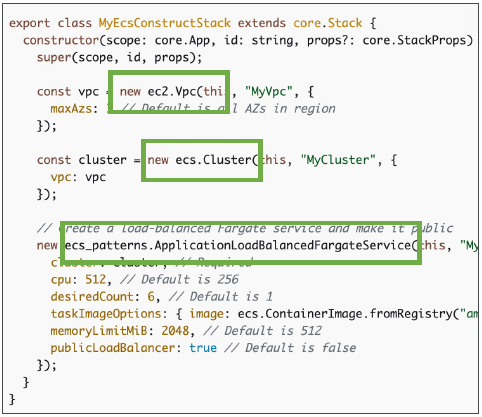 export class MyEcsConstructStack extends core.Stack {
constructor(scope: core.App, id: string, props?: core.StackProps)
super(scope, id, props);
const vpc = new ec2.Vpc(this, "MyVpc", {
maxAzs: // Default is all AZs in region
});
const cluster = new ecs.Cluster(this, "MyCluster", {
vpc: vpc
});
// Create a load-balanced Fargate service and make it public
new ecs_patterns.ApplicationLoadBalancedFargateService(this, "My
cluster: cluster, // Required
cpu: 512, // Default is 256
desiredCount: 6, // Default is 1
taskImageOptions: { image: ecs.ContainerImage.fromRegistry("am
memoryLimitMiB: 2048, // Default is 512
publicLoadBalancer: true // Default is false
});
}
}